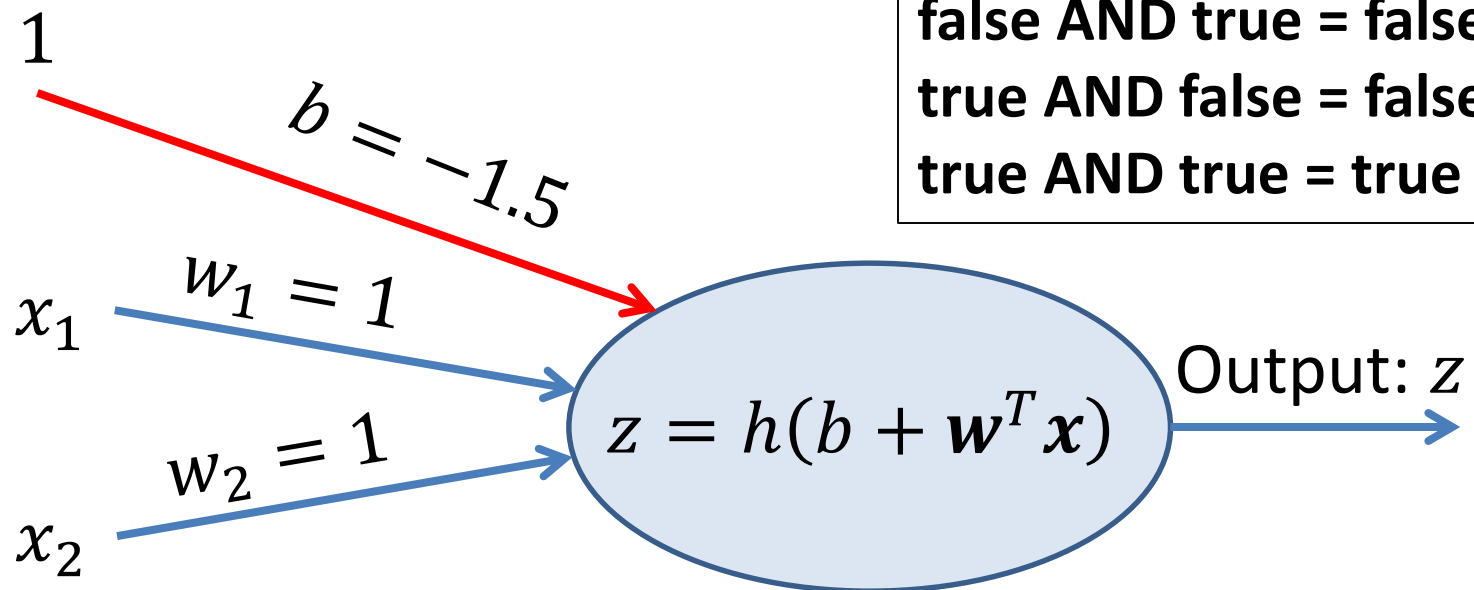 1
b = −1.5
false AND true = false
true AND false = false
true AND true = true
w₁ = 1
x₁
w₂ = 1
x₂
z = h(b + wᵀx)
Output: z